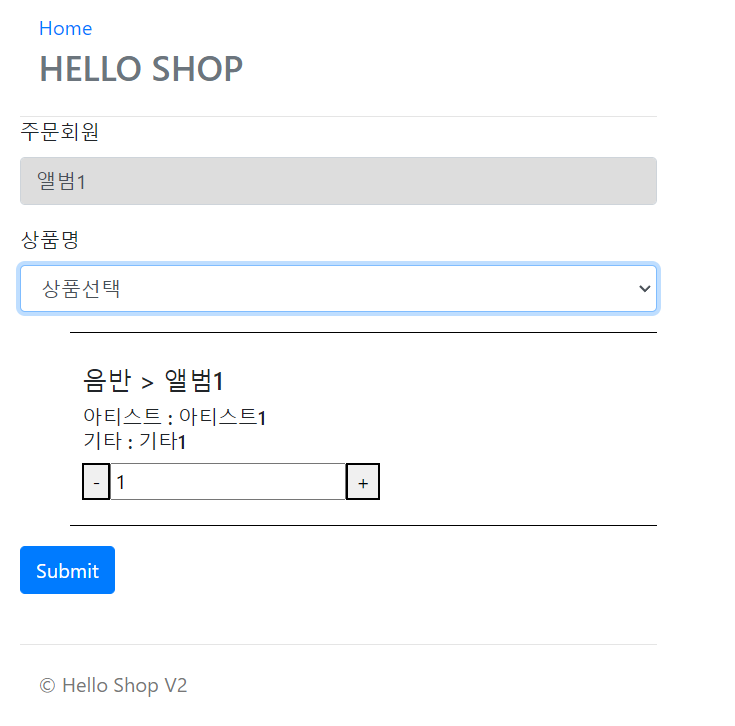 Home
HELLO SHOP
주문회원
앨범1
상품명
상품선택
음반 > 앨범1
아티스트 : 아티스트1
기타 : 기타1
- 1 +
Submit
© Hello Shop V2